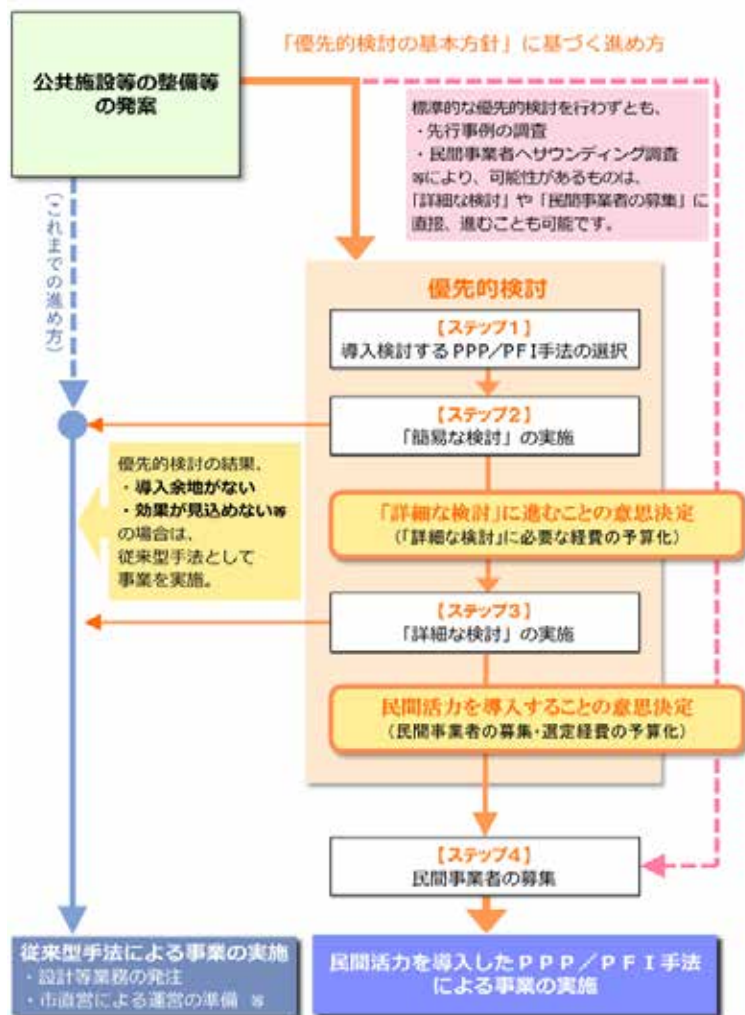 「優先的検討の基本方針」に基づく進め方
公共施設等の整備等
の発案
標準的な優先的検討を行わずとも、
・先行事例の調査
・民間事業者へサウンディング調査
等により、可能性があるものは、
「詳細な検討」や「民間事業者の募集」に
直接、進むことも可能です。
(これまでの進め方)
優先的検討
【ステップ1】
導入検討するPPP/PFI手法の選択
【ステップ2】
「簡易な検討」の実施
優先的検討の結果、
・導入余地がない
・効果が見込めない等
の場合は、
従来型手法として
事業を実施。
「詳細な検討」に進むことの意思決定
(「詳細な検討」に必要な経費の予算化)
【ステップ3】
「詳細な検討」の実施
民間活力を導入することの意思決定
(民間事業者の募集・選定経費の予算化)
【ステップ4】
民間事業者の募集
従来型手法による事業の実施
・設計等業務の発注
・市直営による運営の準備 等
民間活力を導入したPPP/PFI手法
による事業の実施